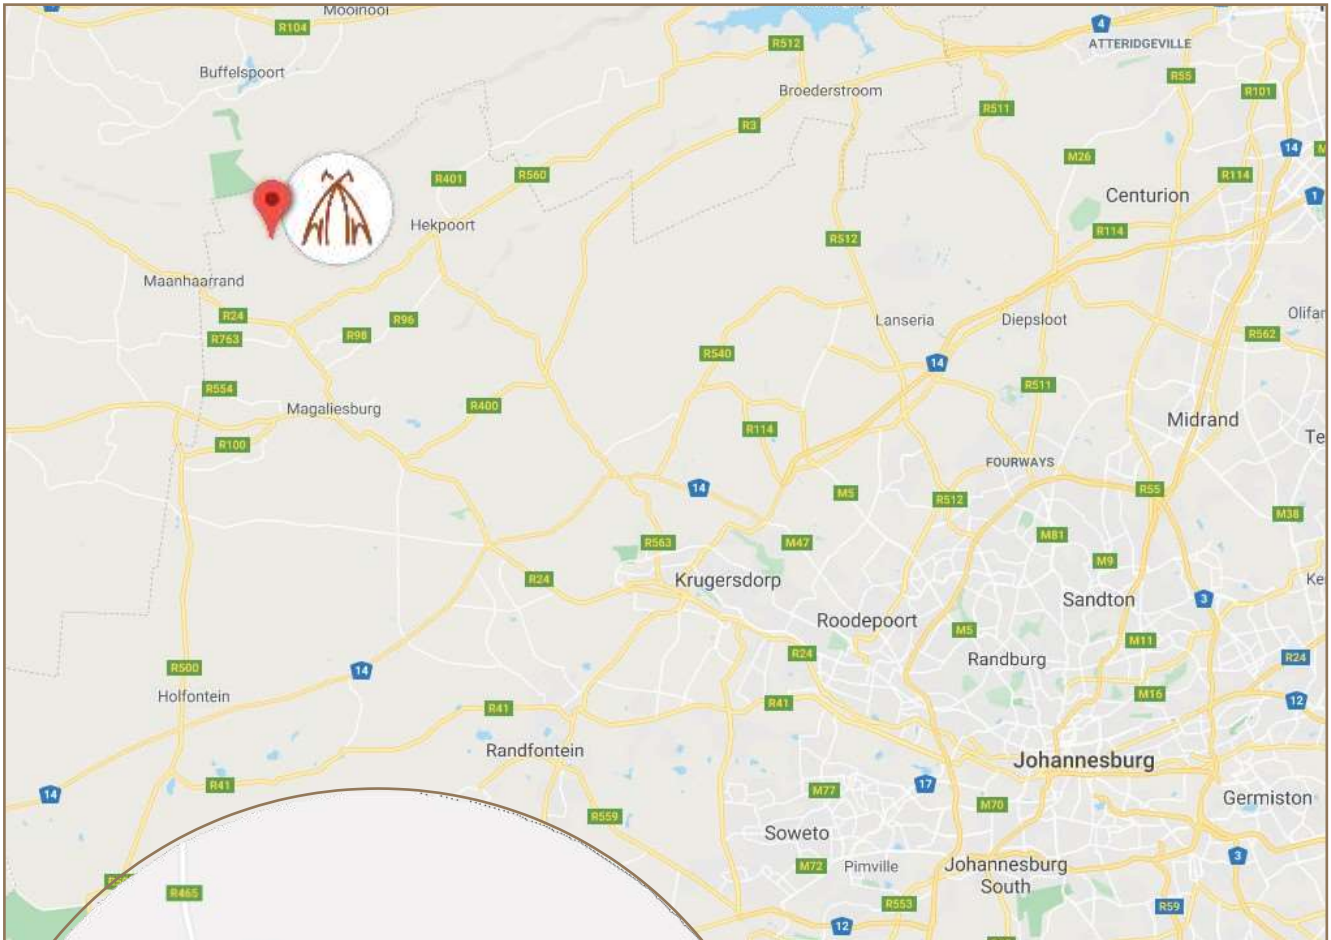 Mooinooi
R104
4
ATTERIDGEVILLE
R512
Buffelspoort
R55
Broederstroom
R101
R511
R3
14
M26
R560
R401
R114
Centurion
1
Hekpoort
R114
R512
Maanhaarrand
R24
Lanseria
Diepsloot
Olifan
R96
R763
R98
R562
R540
14
R554
R511
R400
Magaliesburg
Midrand
R114
R100
Te
FOURWAYS
14
M5
R512
R55
M38
R563
M47
M81
M9
R24
Krugersdorp
Ke
Sandton
3
Roodepoort
M5
M11
R24
Randburg
R24
R500
14
Holfontein
M16
12
R41
R41
Randfontein
Johannesburg
R41
17
M77
14
M70
Germiston
R559
Soweto
3
M72
Pimville
Johannesburg
South
R465
R553
R59
12